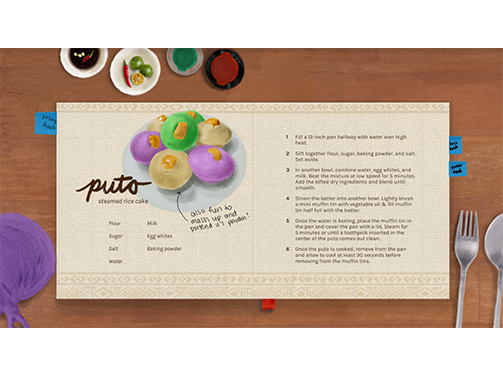 puto
steamed rice cake
Flour Milk
Sugar Egg whites
Salt Baking powder
Water
also fun to
mash up and
pretend it's
1 Fill a 12-inch pan halfway with water over high
heat.
2 Sift together flour, sugar, baking powder, and salt.
Set aside.
3 In another bowl, combine water, egg whites, and
milk. Beat the mixture at low speed for 5 minutes.
Add the sifted dry ingredients and blend until
smooth.
4 Strain the batter into another bowl. Lightly brush
a mini muffin tin with vegetable oil & fill muffin
tin half full with the batter.
5 Once the water is boiling, place the muffin tin in
the pan and cover the pan with a lid. Steam for
5 minutes or until a toothpick inserted in the
center of the puto comes out clean.
6 Once the puto is cooked, remove from the pan
and allow to cool at least 30 seconds before
removing from the muffin tins.